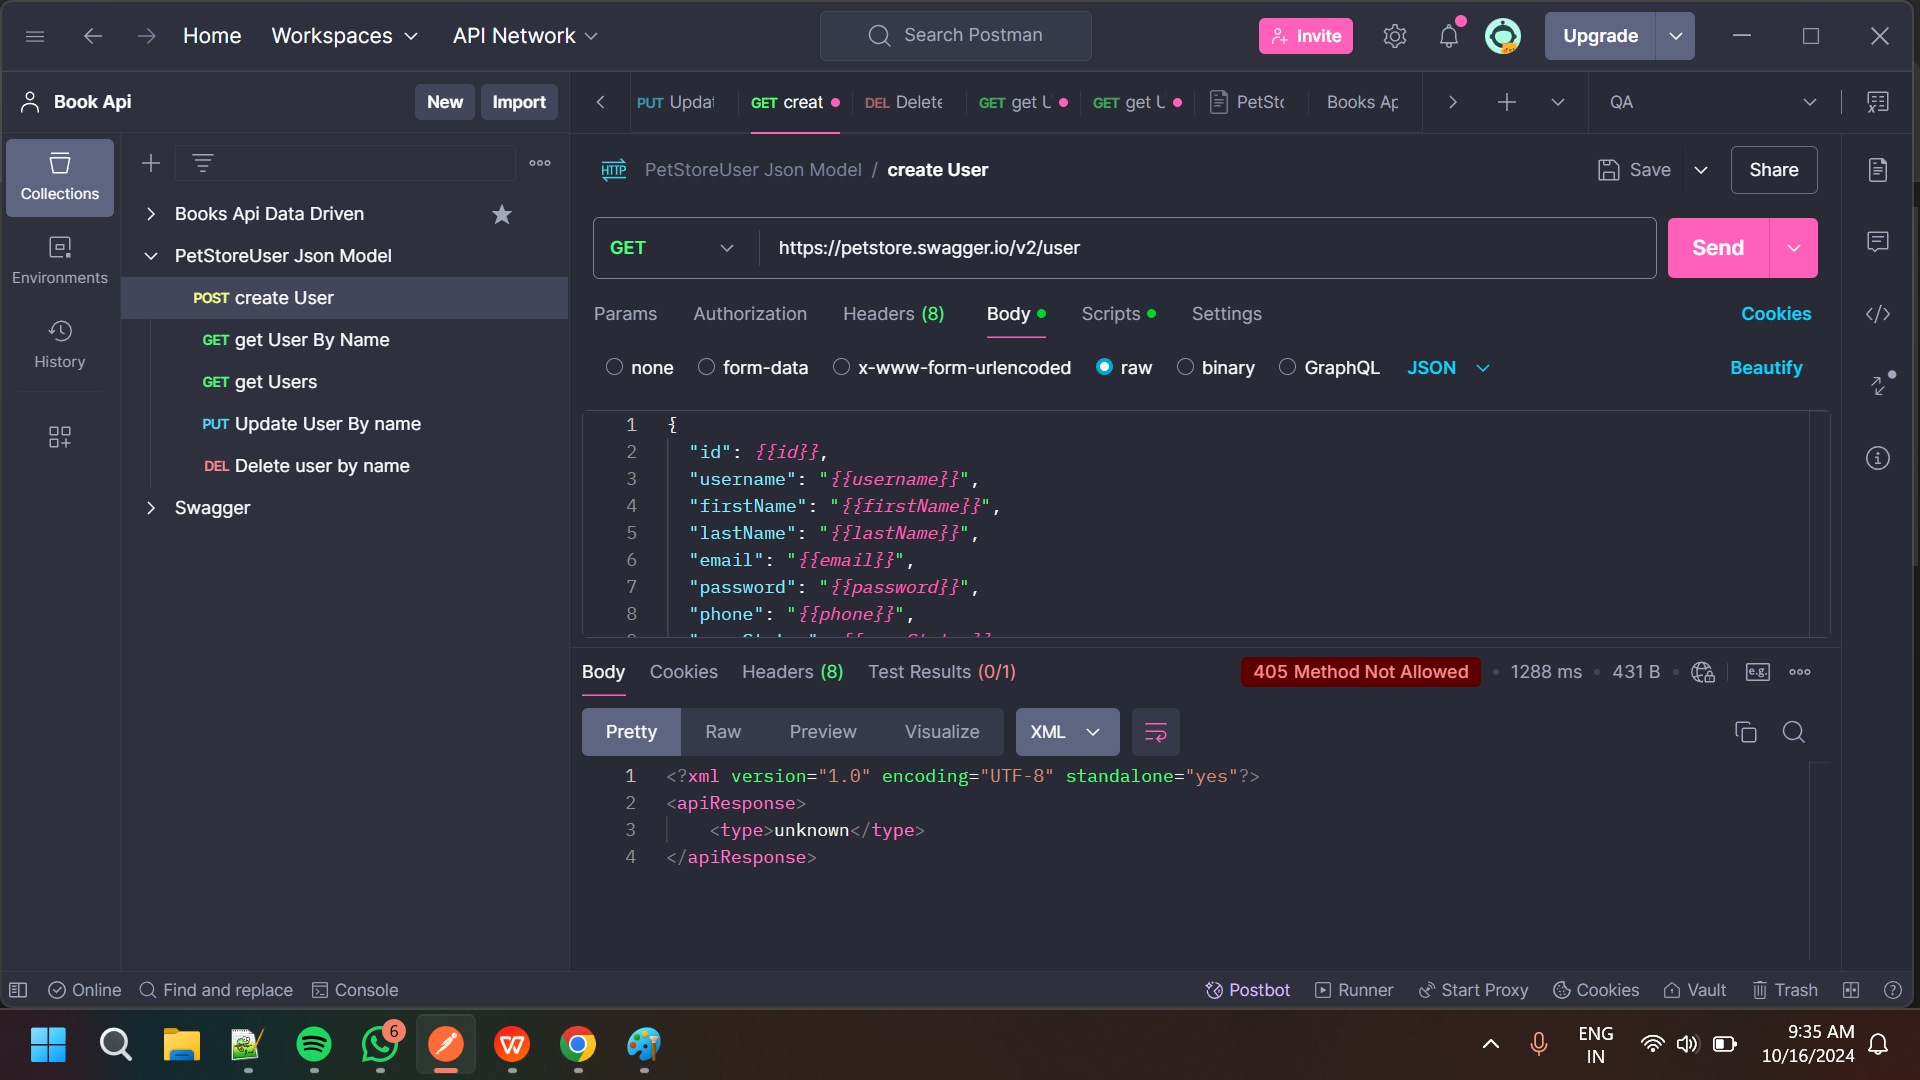 Home
Workspaces
API Network
Search Postman
Invite
Upgrade
Book Api
New
Import
PUT Updat
GET creat
DEL Delete
GET get U
GET get U
PetSto
Books Ap
QA
Collections
Environments
History
Books Api Data Driven
PetStoreUser Json Model
POST create User
GET get User By Name
GET get Users
PUT Update User By name
DEL Delete user by name
Swagger
HTTP
PetStoreUser Json Model / create User
Save
Share
GET
https://petstore.swagger.io/v2/user
Send
Params
Authorization
Headers (8)
Body
Scripts
Settings
Cookies
none
form-data
x-www-form-urlencoded
raw
binary
GraphQL
JSON
Beautify
1 {
2 "id": {{id}},
3 "username": "{{username}}",
4 "firstName": "{{firstName}}",
5 "lastName": "{{lastName}}",
6 "email": "{{email}}",
7 "password": "{{password}}",
8 "phone": "{{phone}}",
Body
Cookies
Headers (8)
Test Results (0/1)
405 Method Not Allowed
1288 ms
431 B
e.g.
Pretty
Raw
Preview
Visualize
XML
1 <?xml version="1.0" encoding="UTF-8" standalone="yes"?>
2 <apiResponse>
3 <type>unknown</type>
4 </apiResponse>
Online
Find and replace
Console
Postbot
Runner
Start Proxy
Cookies
Vault
Trash
6
ENG
IN
9:35 AM
10/16/2024